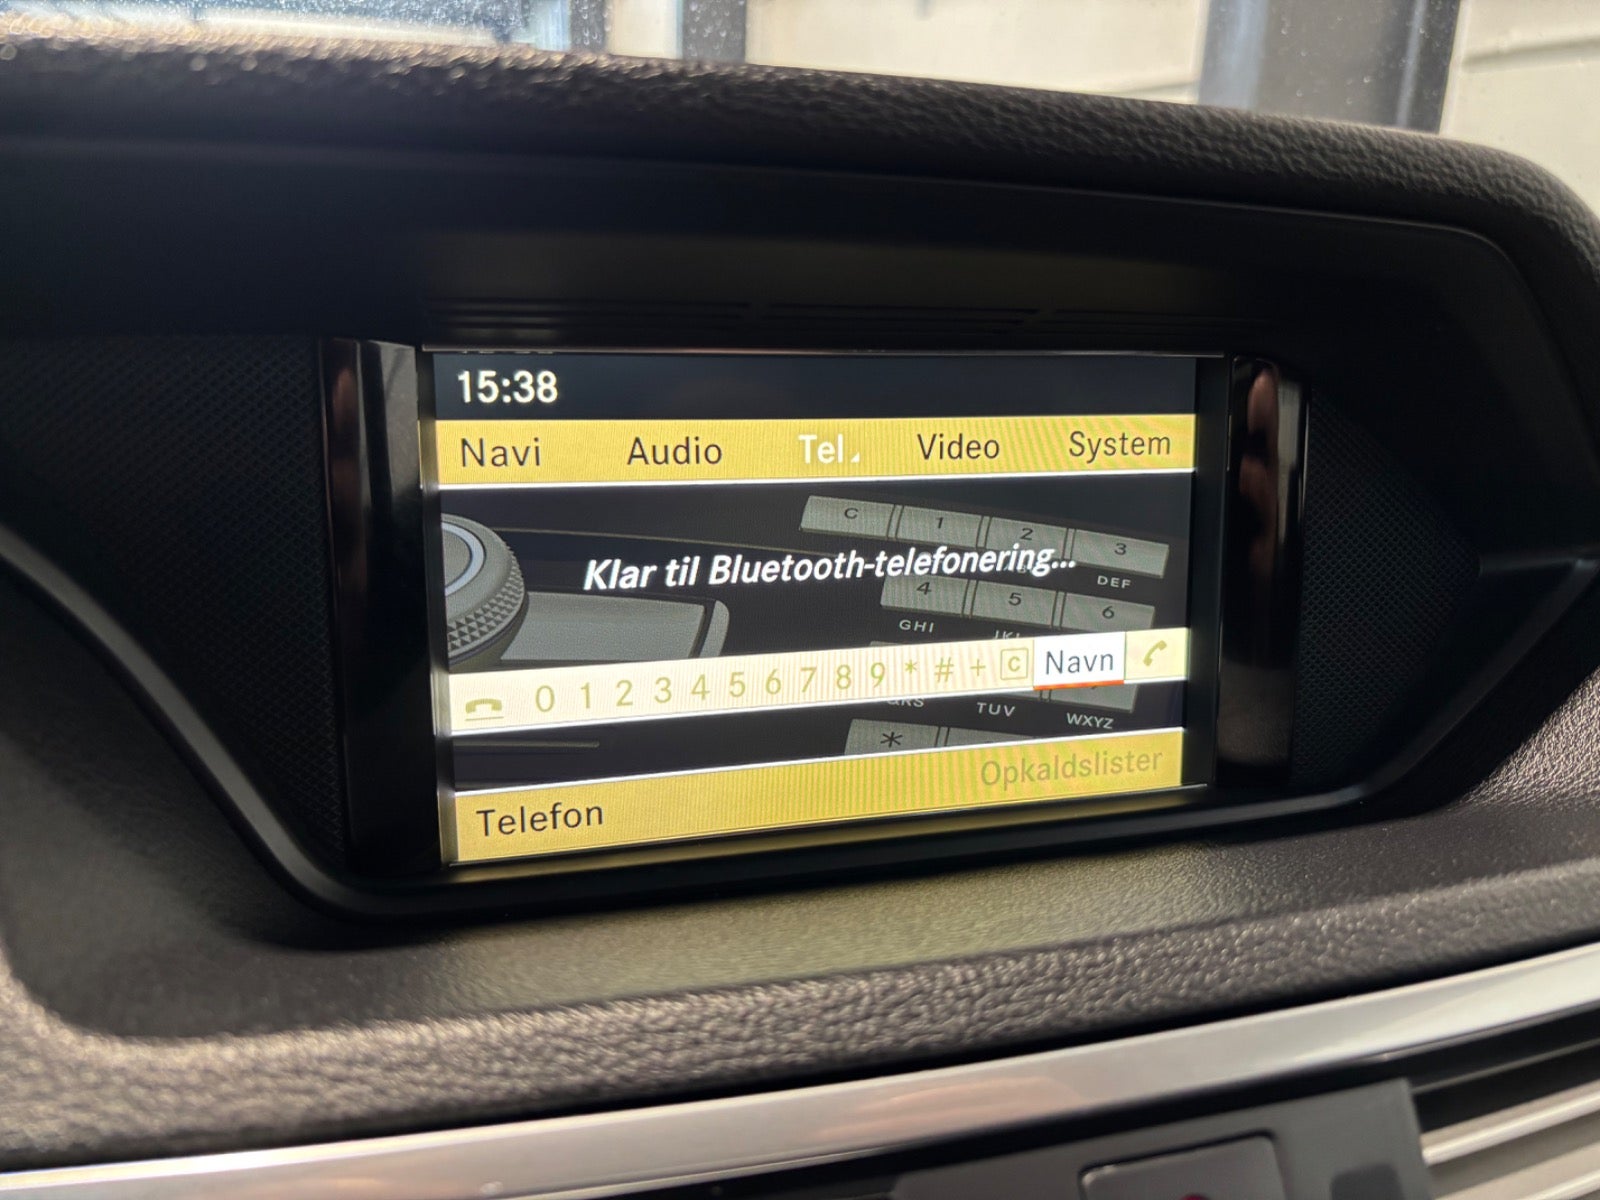 15:38
Navi Audio Tel Video System
C 1 2 3
DEF
Klar til Bluetooth-telefonering...
4 5 6
GHI JKL
0 1 2 3 4 5 6 7 8 9 * # + C Navn
TUV WXYZ
*
Opkaldslister
Telefon